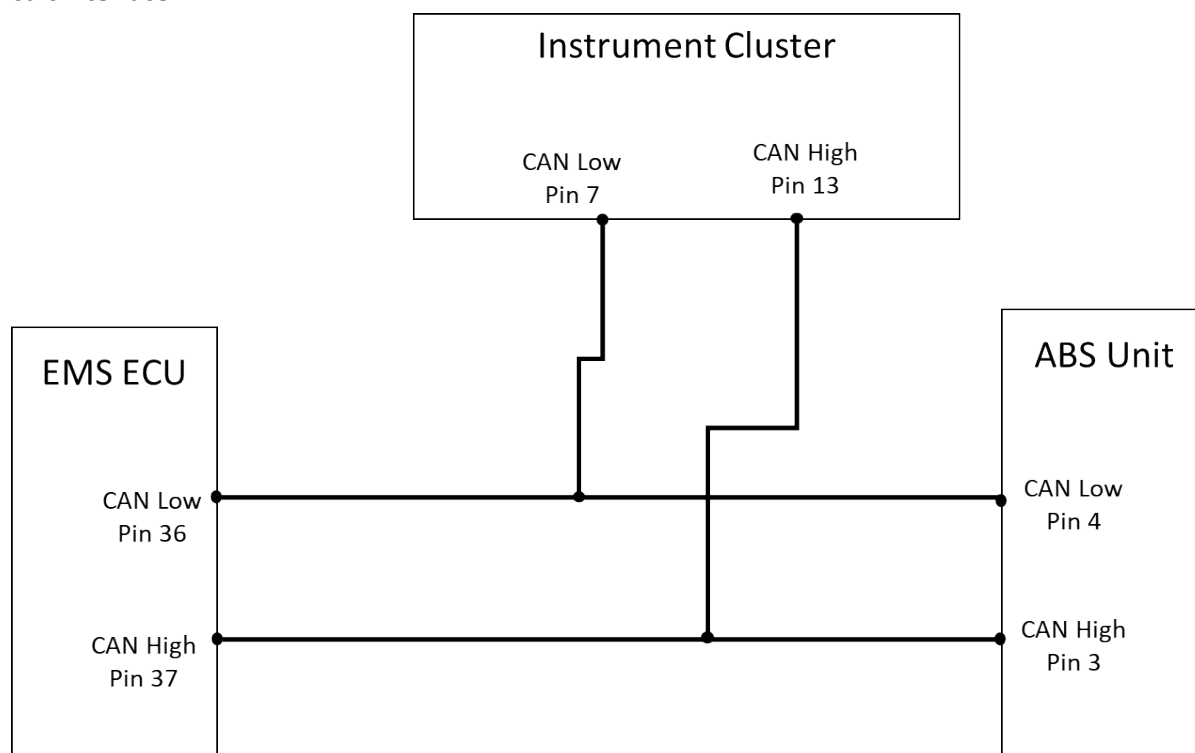 Instrument Cluster
CAN Low
Pin 7
CAN High
Pin 13
EMS ECU
CAN Low
Pin 36
CAN High
Pin 37
ABS Unit
CAN Low
Pin 4
CAN High
Pin 3